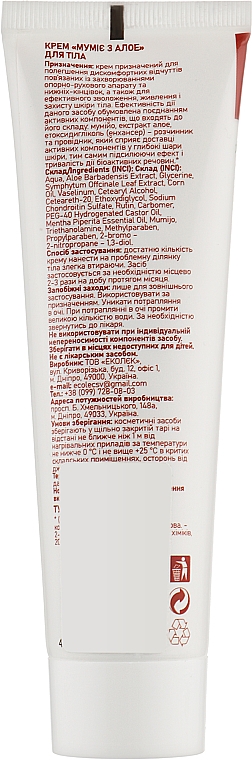 КРЕМ «МУМІЄ З АЛОЕ»
ДЛЯ ТІЛА
Призначення: крем призначений для
полегшення дискомфортних відчуттів
пов'язаних із захворюваннями
опорно-рухового апарату та
нижніх-кінцівок, а також для
ефективного зволоження, живлення і
захисту шкіри тіла. Ефективність дії
даного засобу обумовлена поєднанням
активних компонентів, що входять до
його складу: муміє, екстракт алое,
етоксидигліколь (енхансер) – розчинник
та провідник, який сприяє доставці
активних компонентів у глибокі шари
шкіри, тим самим підсилюючи ефект і
тривалість дії біоактивних речовин.
Склад/Ingredients (INCI): Склад (INCI):
Aqua, Aloe Barbadensis Extract, Glycerine,
Symphytum Officinale Leaf Extract, Corn
Oil, Vaselinum, Cetearyl Alcohol,
Ceteareth-20, Ethoxydiglycol, Sodium
Chondroitin Sulfate, Rutin, Carbomer,
PEG-40 Hydrogenated Castor Oil,
Mentha Piperita Essential Oil, Mumijo,
Triethanolamine, Methylparaben,
Propylparaben, 2-bromo –
2-nitropropane – 1,3-diol.
Спосіб застосування: достатню кількість
крему нанести на проблемну ділянку
тіла злегка втираючи. Засіб
застосовується за необхідністю місцево
2-3 рази на добу протягом місяця.
Запобіжні заходи: лише для зовнішнього
застосування. Використовувати за
призначенням. Уникати потрапляння
в очі. При потраплянні в очі промити
великою кількістю води. За необхідністю
звернутись до лікаря.
Не використовувати при індивідуальній
непереносимості компонентів засобу.
Зберігати в місцях недоступних для дітей.
Не є лікарським засобом.
Виробник: ТОВ «ЕКОЛЕК»,
вул. Криворізька, буд. 12, офіс 1,
м. Дніпро, 49000, Україна.
e-mail: ecolecsv@gmail.com
тел.: +38 (099) 728-08-03
Адреса потужностей виробництва:
просп. Б. Хмельницького, 148а,
м. Дніпро, 49033, Україна.
Умови зберігання: косметичні засоби
зберігають у щільно закритій тарі на
відстані не ближче ніж 1 м від
нагрівальних приладів за температури
не нижче 0 °С і не вище +25 °С в критих
складських приміщеннях, осторонь від
4